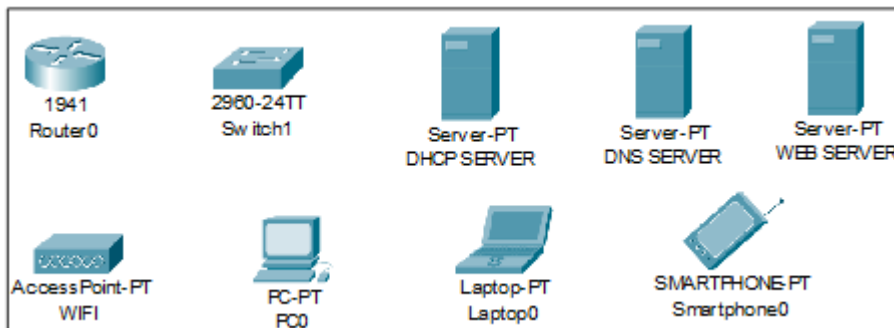 1941
Router0
2960-24TT
Switch1
Server-PT
DHCP SERVER
Server-PT
DNS SERVER
Server-PT
WEB SERVER
AccessPoint-PT
WIFI
PC-PT
PC0
Laptop-PT
Laptop0
SMARTPHONE-PT
Smartphone0